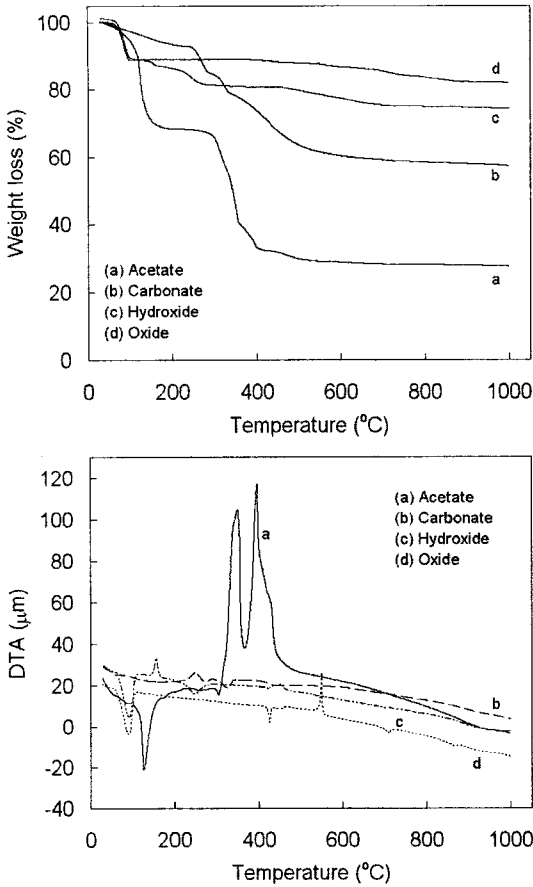 100
80
60
40
20
0
Weight loss (%)
d
c
b
a
(a) Acetate
(b) Carbonate
(c) Hydroxide
(d) Oxide
0 200 400 600 800 1000
Temperature (°C)
120
100
80
60
40
20
0
-20
-40
DTA (μm)
(a) Acetate
(b) Carbonate
(c) Hydroxide
(d) Oxide
a
b
c
d
0 200 400 600 800 1000
Temperature (°C)